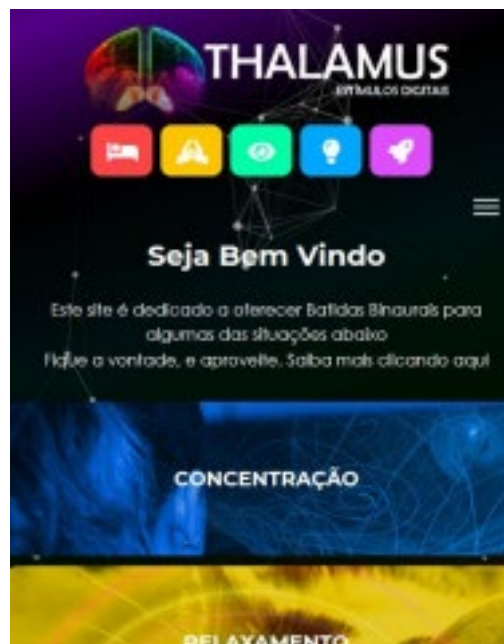 THALAMUS
ESTÍMULOS DIGITAIS
Seja Bem Vindo
Este site é dedicado a oferecer Batidas Binaurais para
algumas das situações abaixo
Fique a vontade, e aproveite. Saiba mais clicando aqui
CONCENTRAÇÃO
RELAXAMENTO